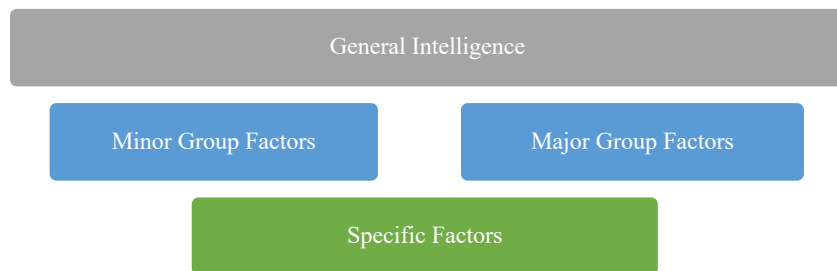 General Intelligence
Minor Group Factors
Major Group Factors
Specific Factors